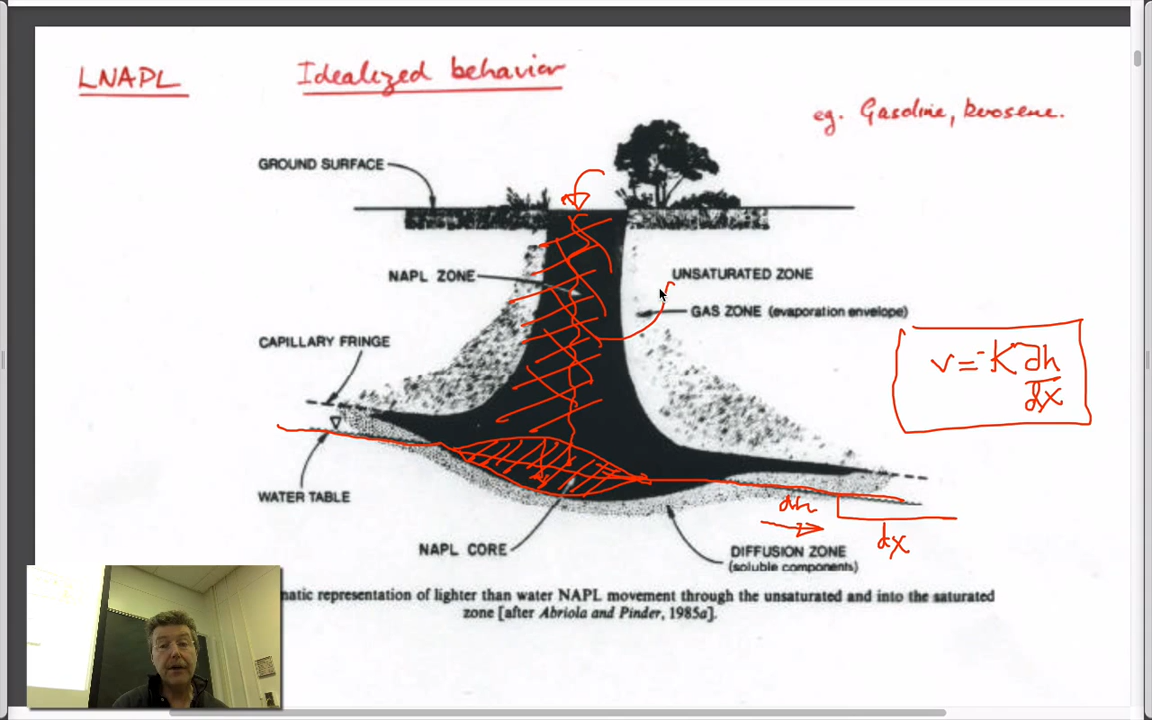 LNAPL Idealized behavior
eg. Gasoline, kerosene.
GROUND SURFACE
NAPL ZONE
UNSATURATED ZONE
GAS ZONE (evaporation envelope)
CAPILLARY FRINGE
v = -K ∂h
dx
WATER TABLE
dh
dx
NAPL CORE
DIFFUSION ZONE
(soluble components)
matic representation of lighter than water NAPL movement through the unsaturated and into the saturated
zone [after Abriola and Pinder, 1985a].